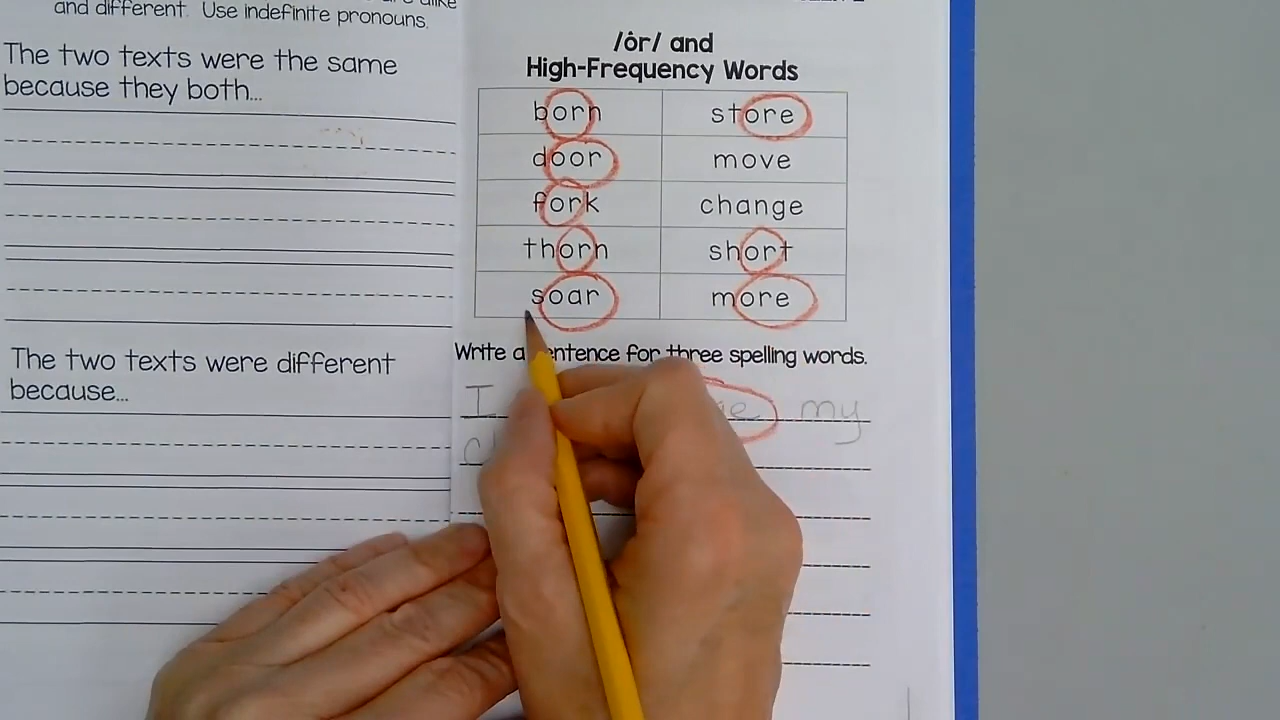 and different. Use indefinite pronouns.
The two texts were the same
because they both...
The two texts were different
because...
/ôr/ and
High-Frequency Words
born store
door move
fork change
thorn short
soar more
Write a sentence for three spelling words.
I my